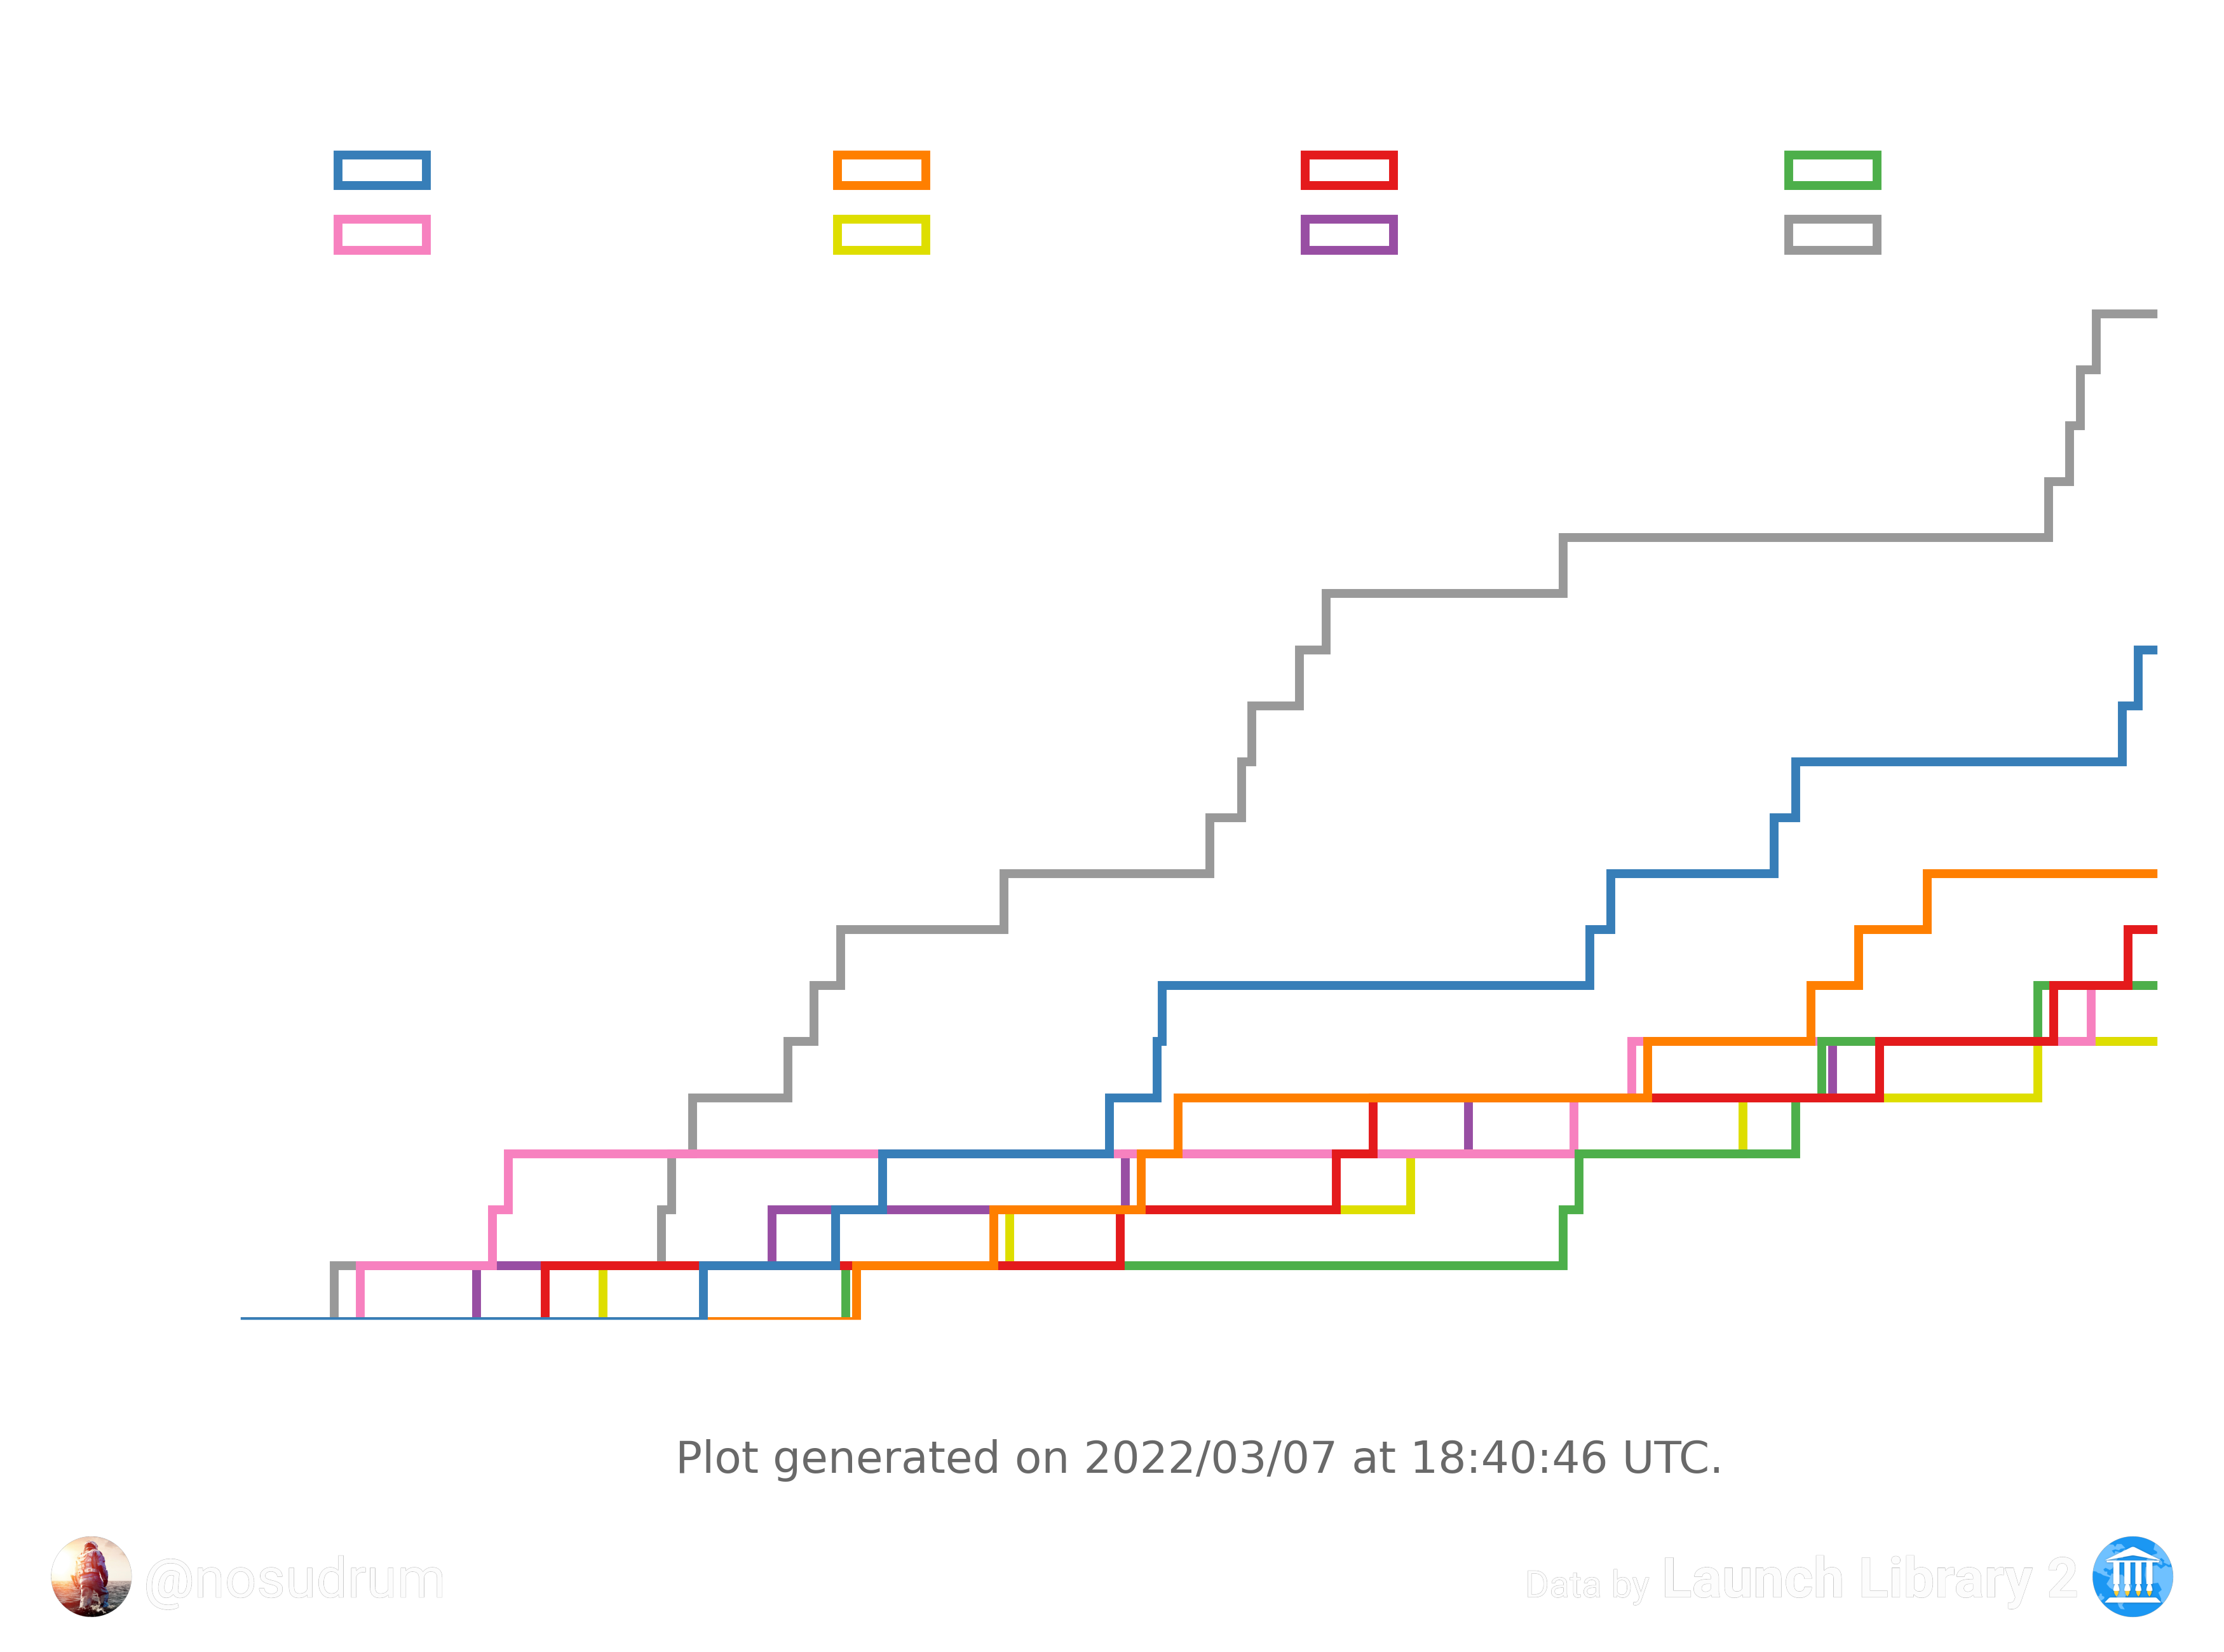 Plot generated on 2022/03/07 at 18:40:46 UTC.
@nosudrum
Data by Launch Library 2